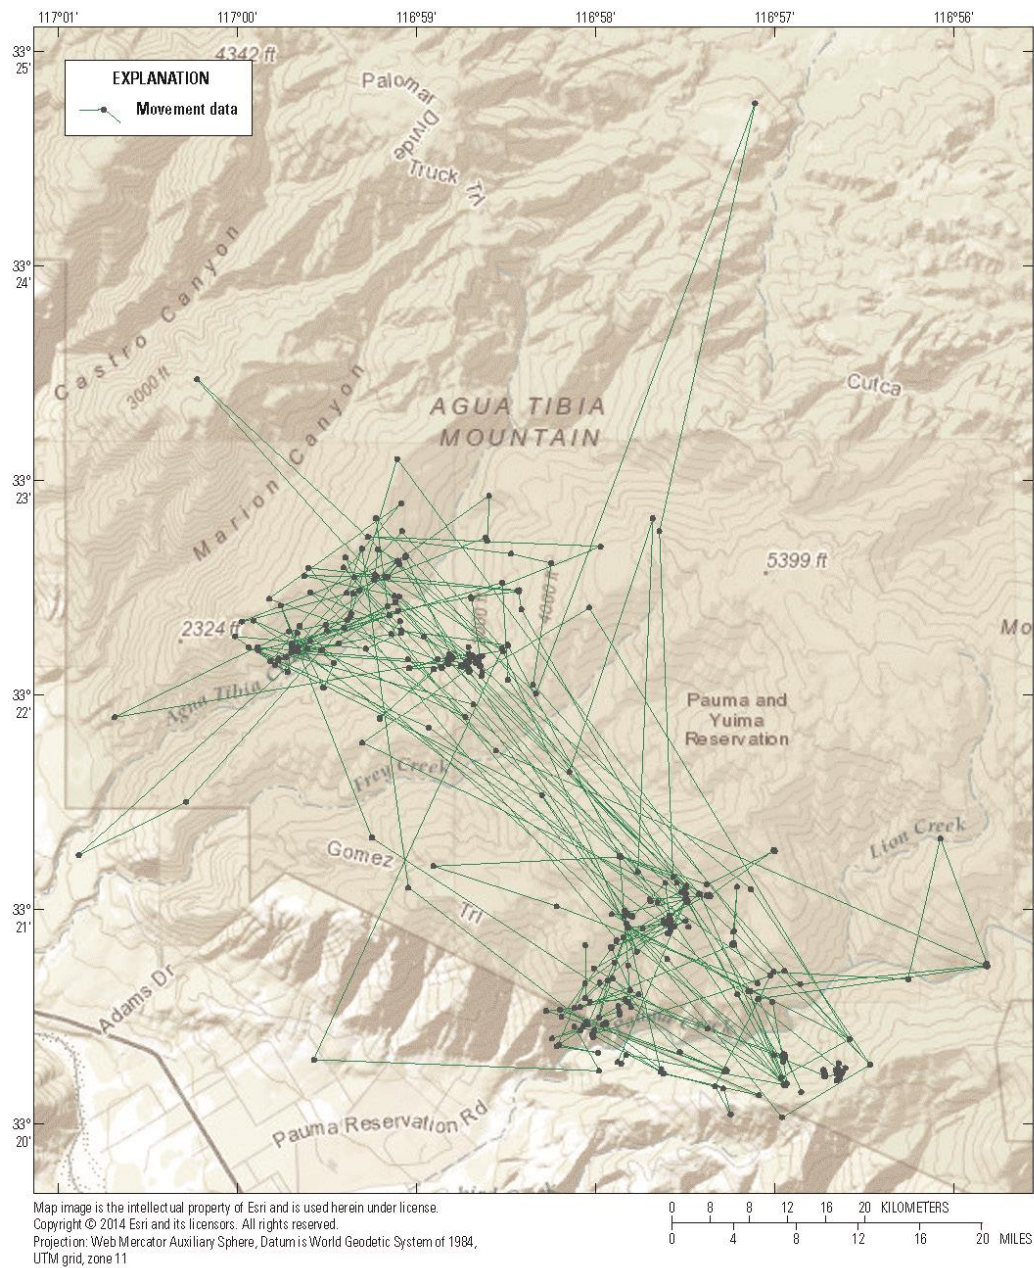 117°01' 117°00' 116°59' 116°58' 116°57' 116°56'
33°
25'
4342 ft
EXPLANATION
Movement data
Palomar
Divide
Truck Trl
33°
24'
Castro Canyon
3000 ft
Cutca
AGUA TIBIA
MOUNTAIN
33°
23'
Marion Canyon
5399 ft
4000 ft
2324 ft
Mo
33°
22'
Agua Tibia
Pauma and
Yuima
Reservation
Frey Creek
Lion Creek
Gomez
Trl
33°
21'
Adams Dr
33°
20'
Pauma Reservation Rd
Map image is the intellectual property of Esri and is used herein under license.
Copyright © 2014 Esri and its licensors. All rights reserved.
Projection: Web Mercator Auxiliary Sphere, Datum is World Geodetic System of 1984,
UTM grid, zone 11
0 8 8 12 16 20 KILOMETERS
0 4 8 12 16 20 MILES